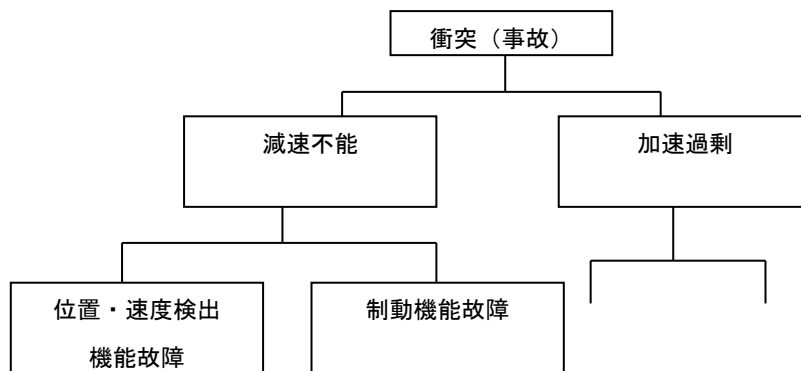 衝突（事故）
減速不能
加速過剰
位置・速度検出
機能故障
制動機能故障